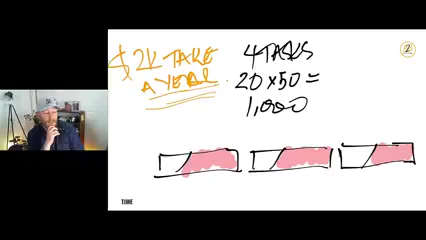 $2K TAKE
A YEAR.
4 TASKS
20 x 50 =
1,000
TIME